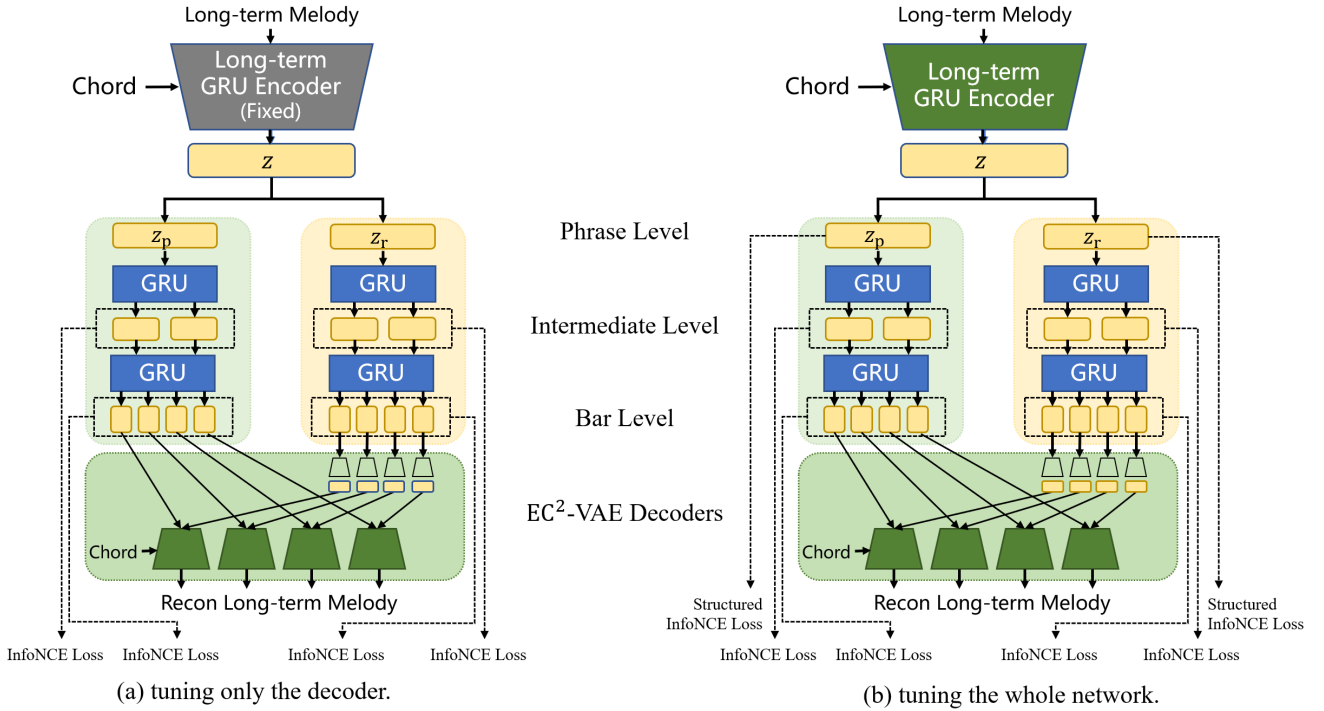 Long-term Melody
Long-term
GRU Encoder
(Fixed)
Chord
z
z_p
z_r
GRU
GRU
GRU
GRU
Chord
Recon Long-term Melody
InfoNCE Loss
InfoNCE Loss
InfoNCE Loss
InfoNCE Loss
(a) tuning only the decoder.
Phrase Level
Intermediate Level
Bar Level
EC²-VAE Decoders
Long-term Melody
Long-term
GRU Encoder
Chord
z
z_p
z_r
GRU
GRU
GRU
GRU
Chord
Recon Long-term Melody
Structured
InfoNCE Loss
Structured
InfoNCE Loss
InfoNCE Loss
InfoNCE Loss
InfoNCE Loss
InfoNCE Loss
(b) tuning the whole network.